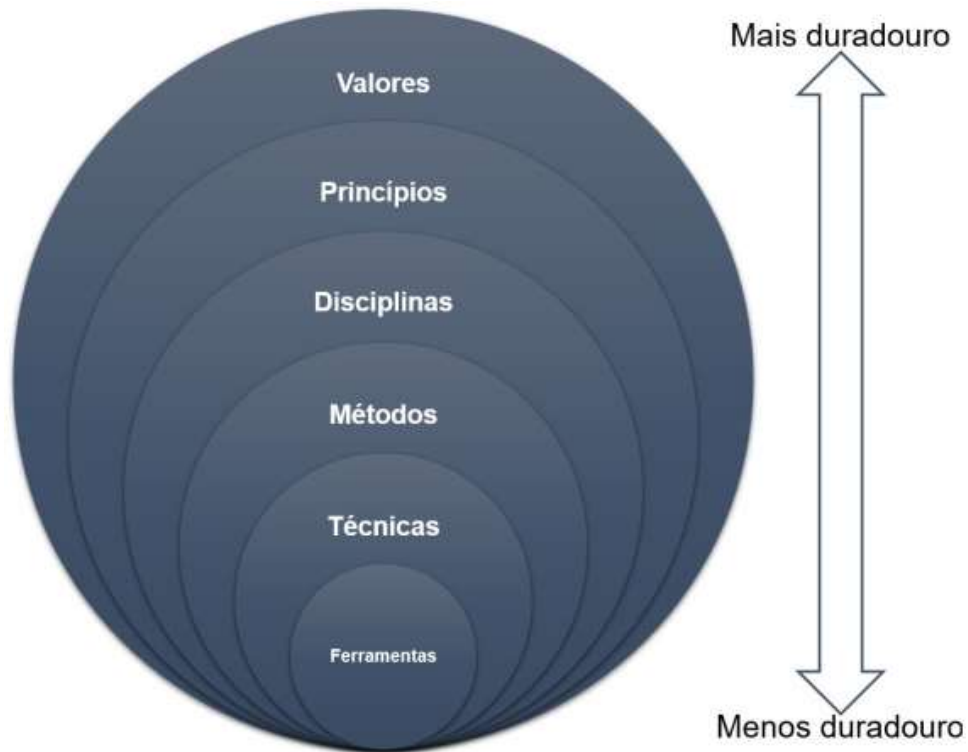 Mais duradouro
Valores
Princípios
Disciplinas
Métodos
Técnicas
Ferramentas
Menos duradouro